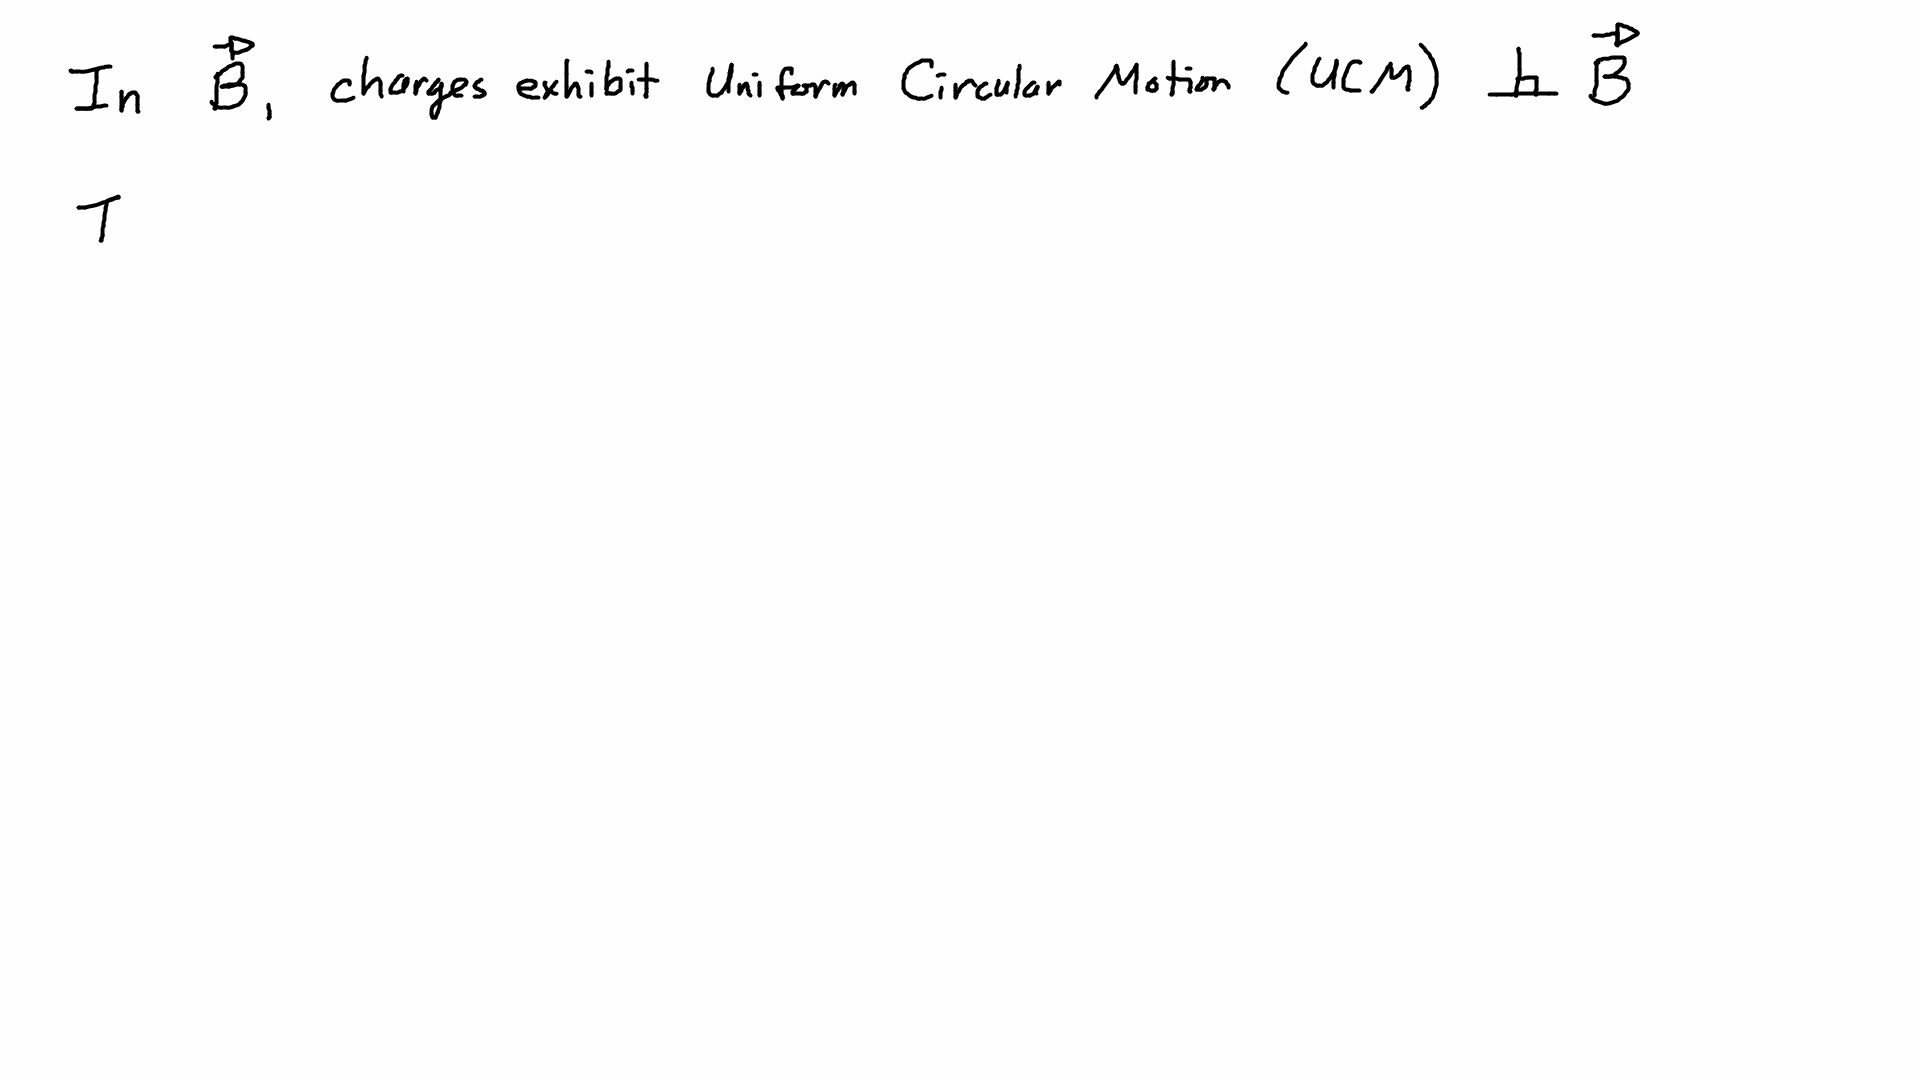 In B⃗, charges exhibit Uniform Circular Motion (UCM) ⊥ B⃗
T